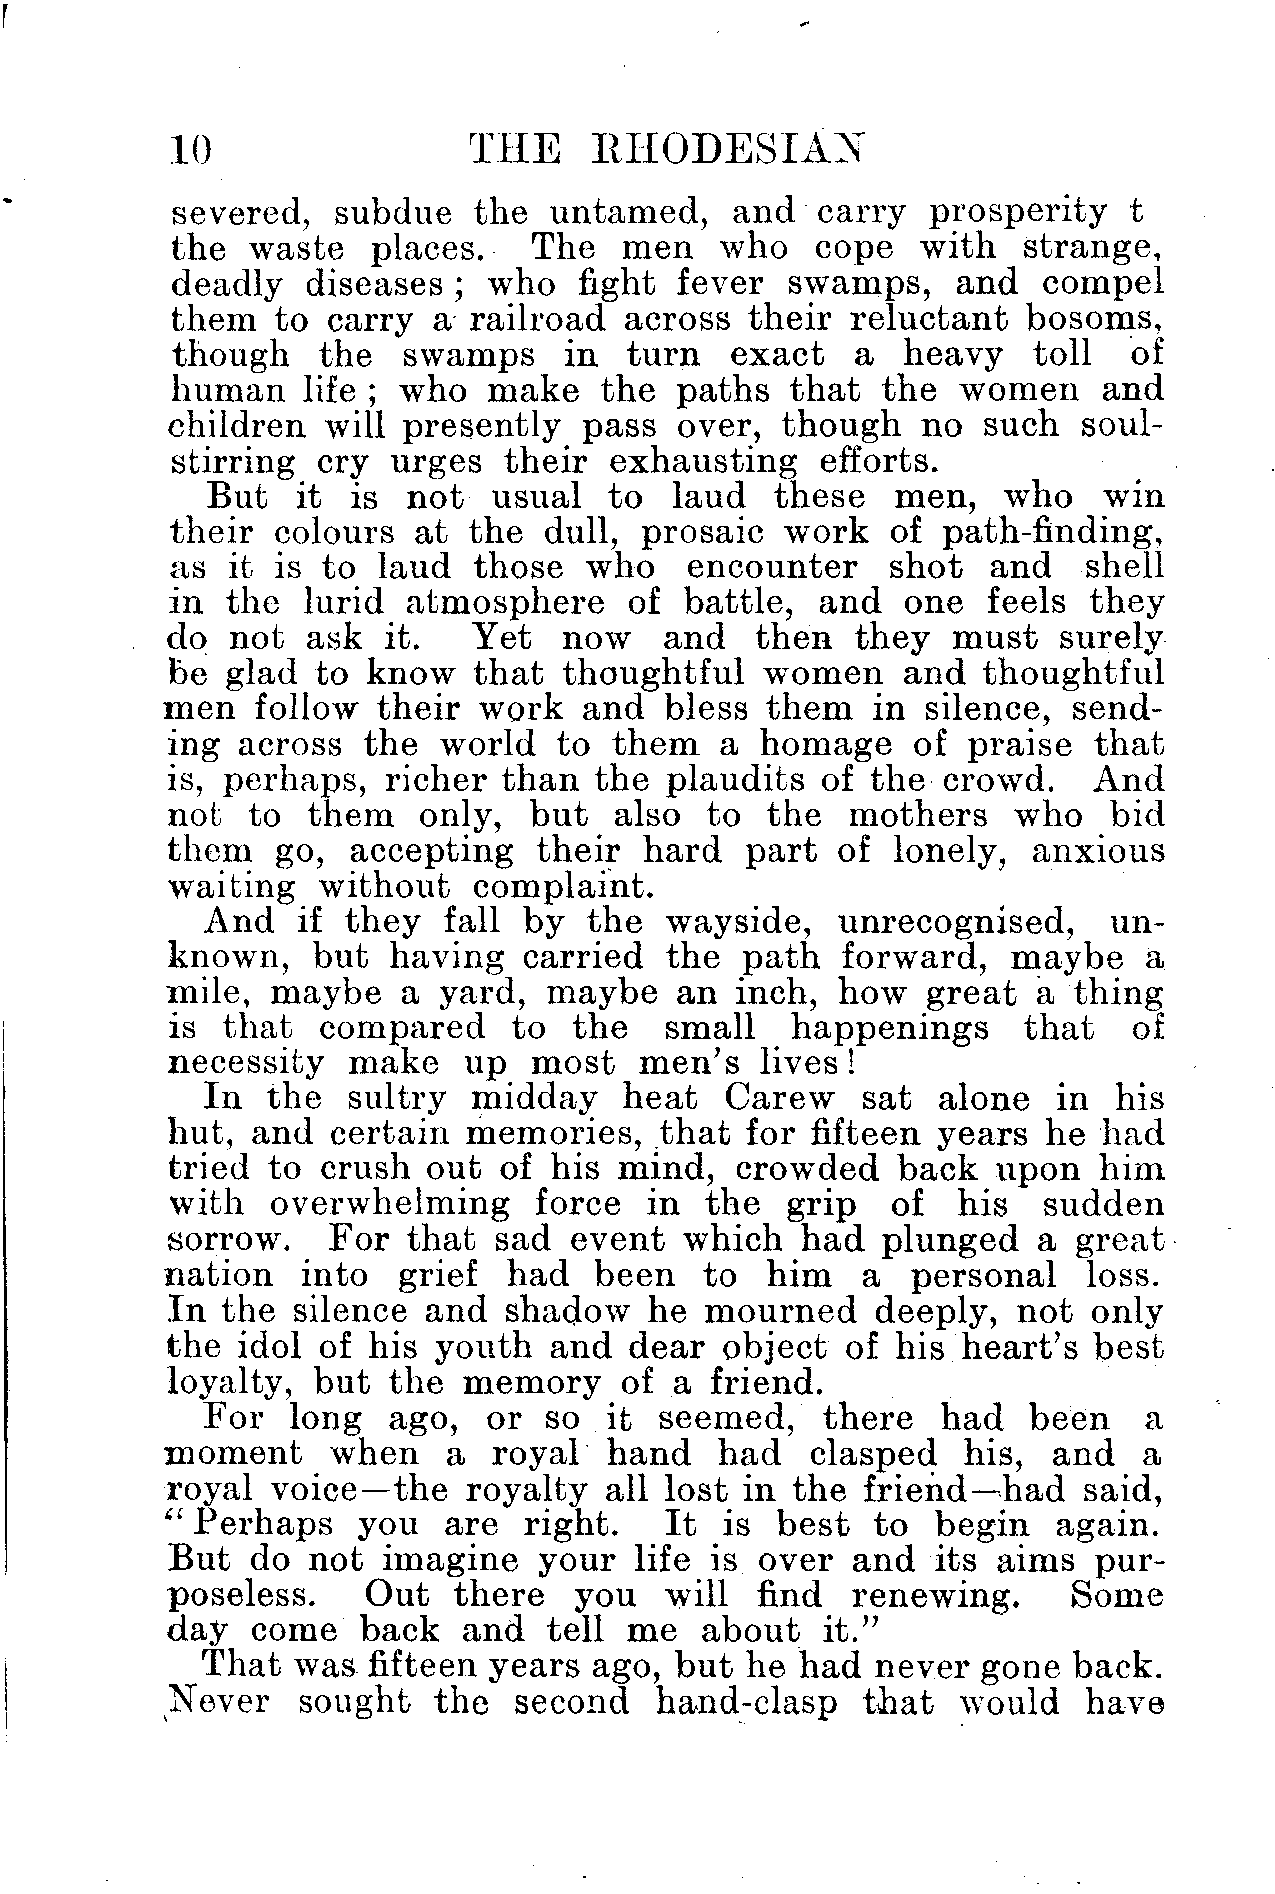 10 THE RHODESIAN
severed, subdue the untamed, and carry prosperity t
the waste places. The men who cope with strange,
deadly diseases ; who fight fever swamps, and compel
them to carry a railroad across their reluctant bosoms,
though the swamps in turn exact a heavy toll of
human life ; who make the paths that the women and
children will presently pass over, though no such soul-
stirring cry urges their exhausting efforts.
But it is not usual to laud these men, who win
their colours at the dull, prosaic work of path-finding,
as it is to laud those who encounter shot and shell
in the lurid atmosphere of battle, and one feels they
do not ask it. Yet now and then they must surely
be glad to know that thoughtful women and thoughtful
men follow their work and bless them in silence, send-
ing across the world to them a homage of praise that
is, perhaps, richer than the plaudits of the crowd. And
not to them only, but also to the mothers who bid
them go, accepting their hard part of lonely, anxious
waiting without complaint.
And if they fall by the wayside, unrecognised, un-
known, but having carried the path forward, maybe a
mile, maybe a yard, maybe an inch, how great a thing
is that compared to the small happenings that of
necessity make up most men's lives!
In the sultry midday heat Carew sat alone in his
hut, and certain memories, that for fifteen years he had
tried to crush out of his mind, crowded back upon him
with overwhelming force in the grip of his sudden
sorrow. For that sad event which had plunged a great
nation into grief had been to him a personal loss.
In the silence and shadow he mourned deeply, not only
the idol of his youth and dear object of his heart's best
loyalty, but the memory of a friend.
For long ago, or so it seemed, there had been a
moment when a royal hand had clasped his, and a
royal voice—the royalty all lost in the friend—had said,
“Perhaps you are right. It is best to begin again.
But do not imagine your life is over and its aims pur-
poseless. Out there you will find renewing. Some
day come back and tell me about it.”
That was fifteen years ago, but he had never gone back.
Never sought the second hand-clasp that would have